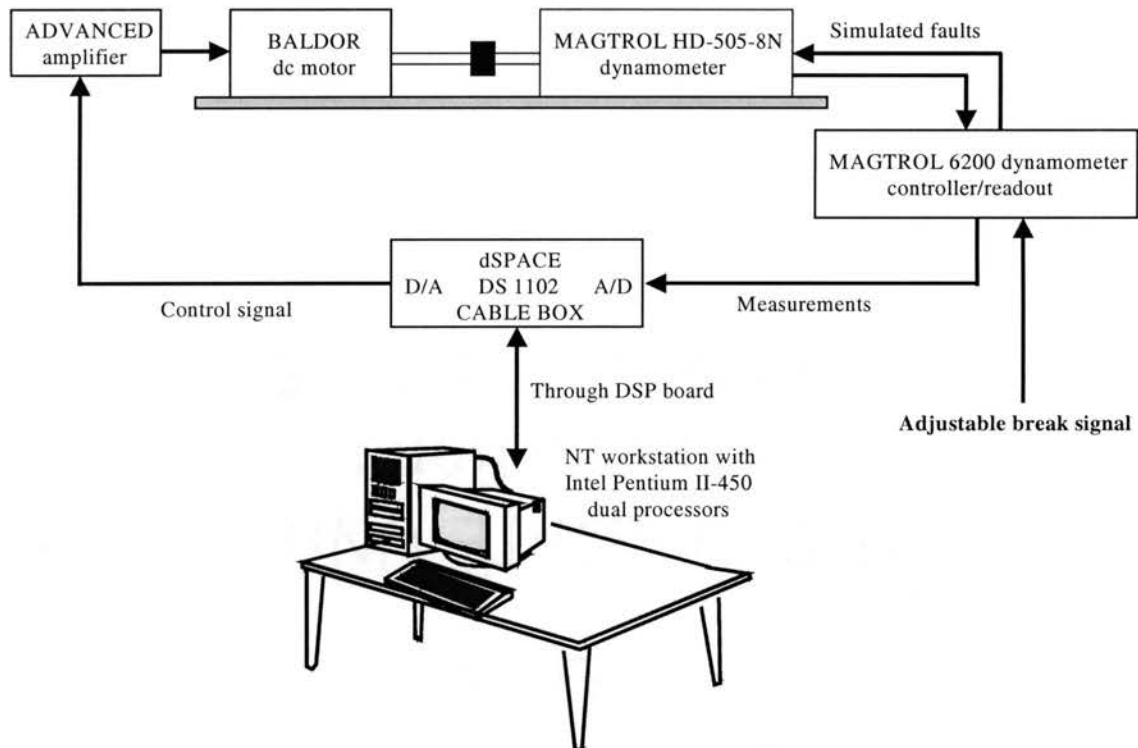 ADVANCED
amplifier
BALDOR
dc motor
MAGTROL HD-505-8N
dynamometer
Simulated faults
MAGTROL 6200 dynamometer
controller/readout
dSPACE
D/A DS 1102 A/D
CABLE BOX
Control signal
Measurements
Through DSP board
Adjustable break signal
NT workstation with
Intel Pentium II-450
dual processors